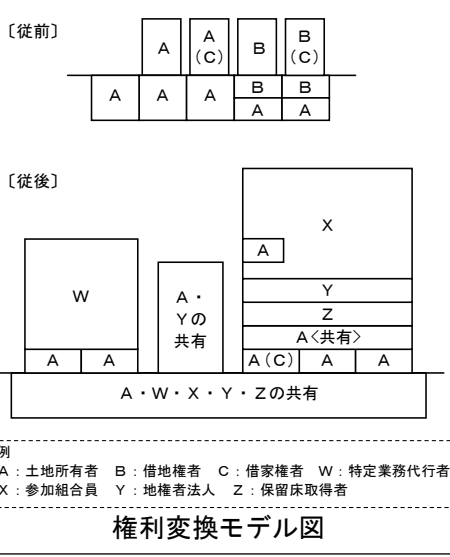 〔従前〕
A
A
(C)
B
B
(C)
A
A
A
B
A
B
A
〔従後〕
W
A
A
A・
Yの
共有
X
A
Y
Z
A<共有>
A(C)
A
A
A・W・X・Y・Zの共有
例
A：土地所有者 B：借地権者 C：借家権者 W：特定業務代行者
X：参加組合員 Y：地権者法人 Z：保留床取得者
権利変換モデル図